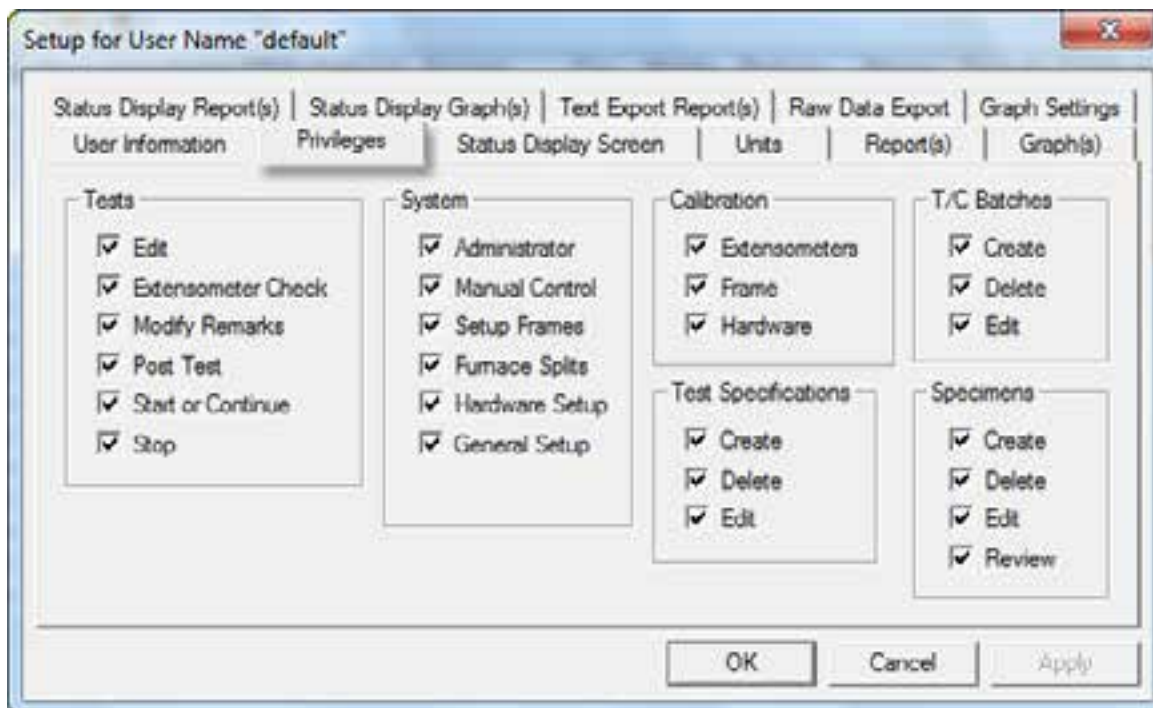 Setup for User Name "default"
Status Display Report(s) Status Display Graph(s) Text Export Report(s) Raw Data Export Graph Settings
User Information Privileges Status Display Screen Units Report(s) Graph(s)
Tests
Edit
Extensometer Check
Modify Remarks
Post Test
Start or Continue
Stop
System
Administrator
Manual Control
Setup Frames
Furnace Splits
Hardware Setup
General Setup
Calibration
Extensometers
Frame
Hardware
Test Specifications
Create
Delete
Edit
T/C Batches
Create
Delete
Edit
Specimens
Create
Delete
Edit
Review
OK Cancel Apply